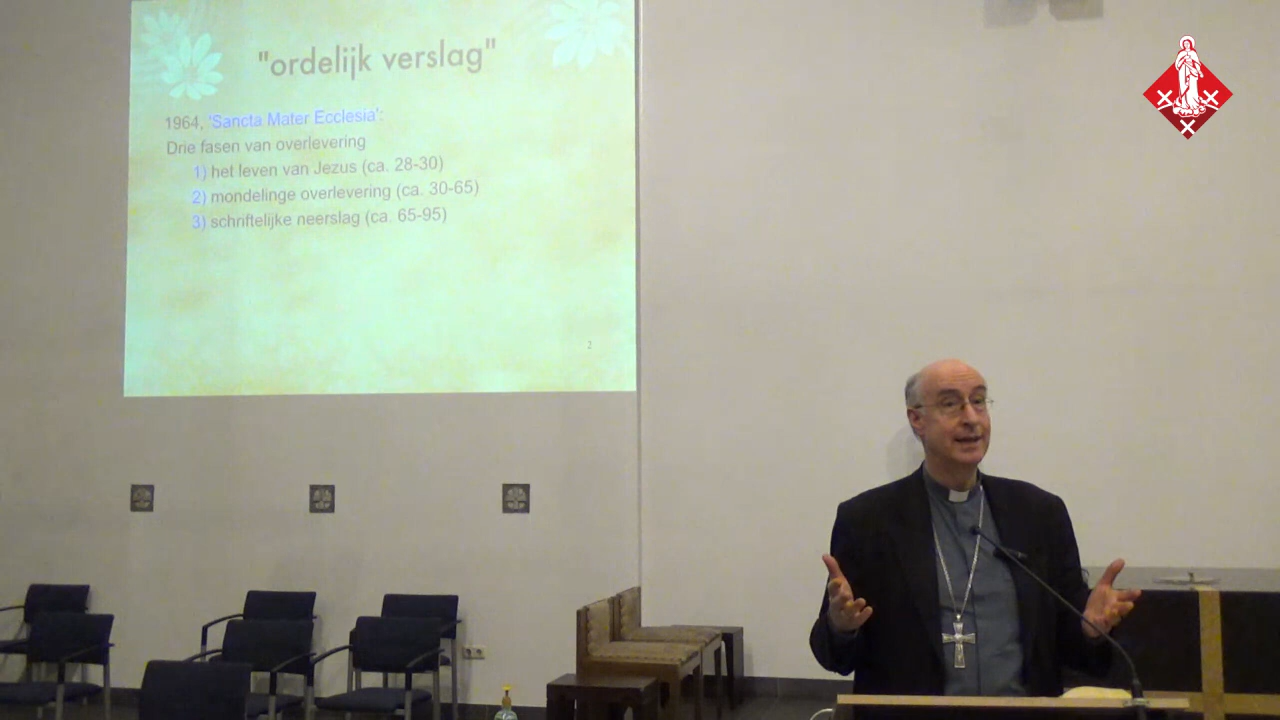 "ordelijk verslag"
1964, 'Sancta Mater Ecclesia':
Drie fasen van overlevering
1) het leven van Jezus (ca. 28-30)
2) mondelinge overlevering (ca. 30-65)
3) schriftelijke neerslag (ca. 65-95)
2